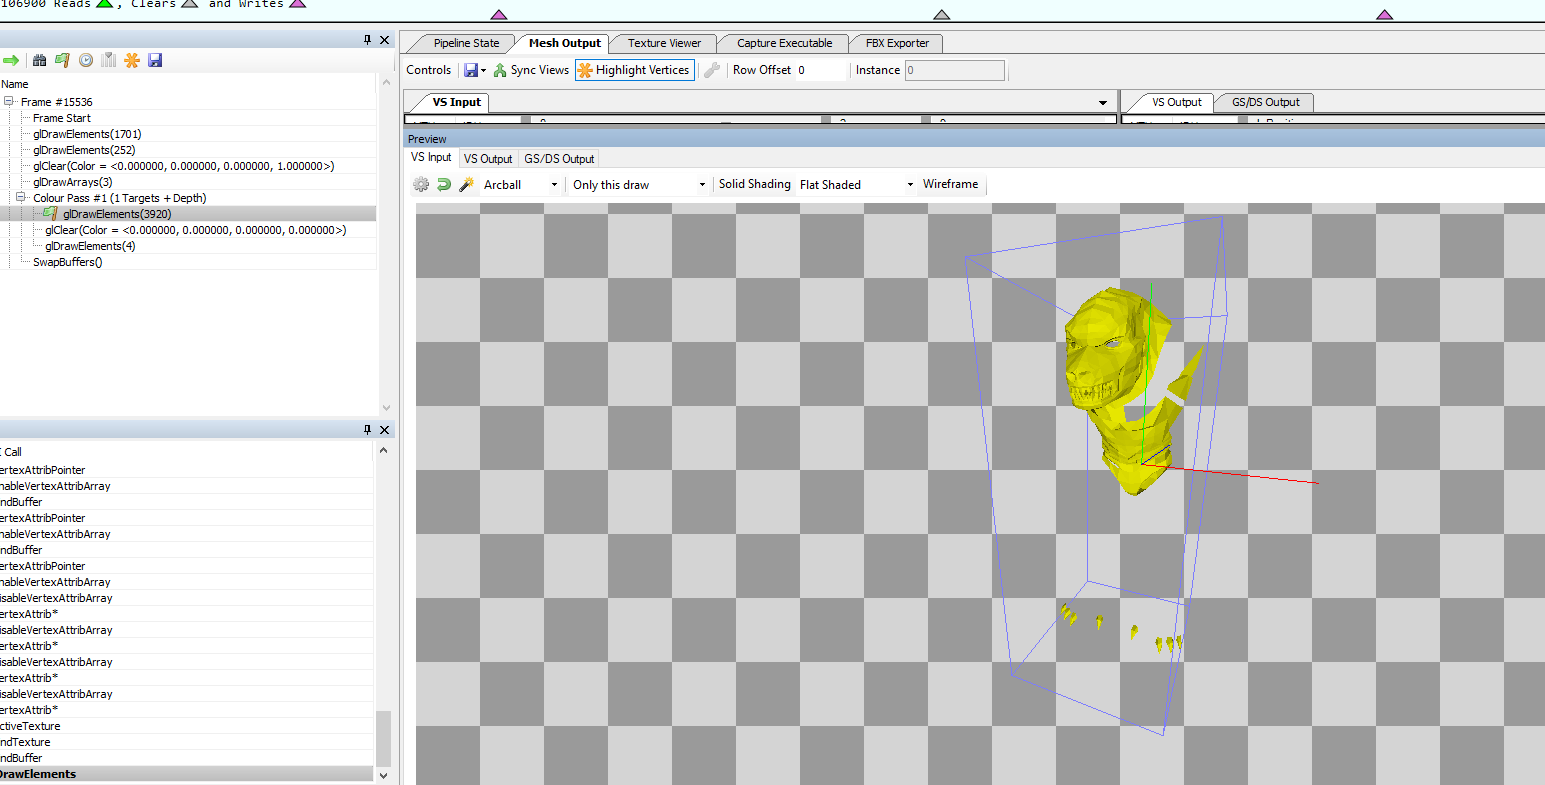 106900 Reads , Clears and Writes
Pipeline State Mesh Output Texture Viewer Capture Executable FBX Exporter
Controls Sync Views Highlight Vertices Row Offset 0 Instance 0
VS Input
VS Output GS/DS Output
Preview
VS Input VS Output GS/DS Output
Arcball Only this draw Solid Shading Flat Shaded Wireframe
Name
Frame #15536
Frame Start
glDrawElements(1701)
glDrawElements(252)
glClear(Color = <0.000000, 0.000000, 0.000000, 1.000000>)
glDrawArrays(3)
Colour Pass #1 (1 Targets + Depth)
glDrawElements(3920)
glClear(Color = <0.000000, 0.000000, 0.000000, 0.000000>)
glDrawElements(4)
SwapBuffers()
Call
ertexAttribPointer
nableVertexAttribArray
ndBuffer
ertexAttribPointer
nableVertexAttribArray
ndBuffer
ertexAttribPointer
nableVertexAttribArray
isableVertexAttribArray
ertexAttrib*
isableVertexAttribArray
ertexAttrib*
isableVertexAttribArray
ertexAttrib*
isableVertexAttribArray
ertexAttrib*
ctiveTexture
ndTexture
ndBuffer
DrawElements